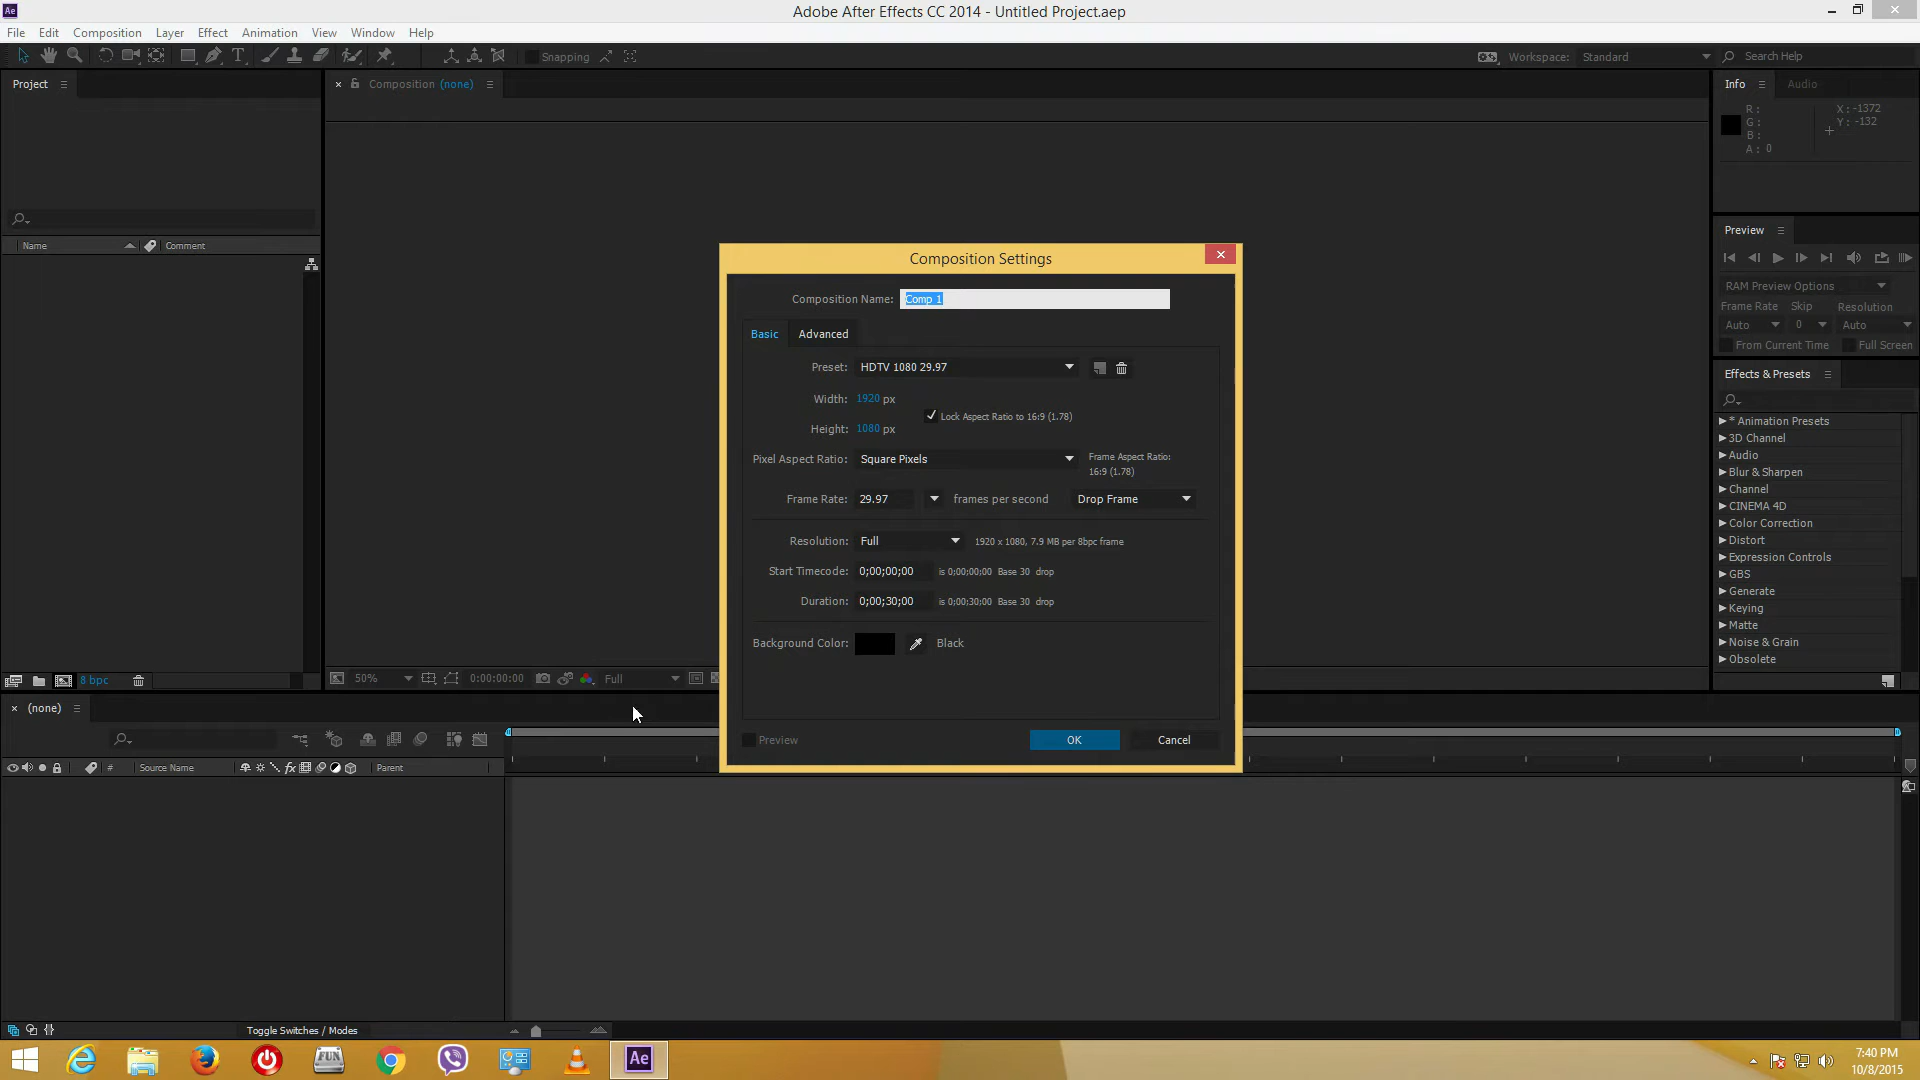 Ae
Adobe After Effects CC 2014 - Untitled Project.aep
File Edit Composition Layer Effect Animation View Window Help
Snapping
Workspace: Standard
Search Help
Project
Composition (none)
Info Audio
R :
G :
B :
A : 0
X : -1372
Y : -132
Name Comment
Preview
RAM Preview Options
Frame Rate Skip Resolution
Auto 0 Auto
From Current Time Full Screen
Effects & Presets
* Animation Presets
3D Channel
Audio
Blur & Sharpen
Channel
CINEMA 4D
Color Correction
Distort
Expression Controls
GBS
Generate
Keying
Matte
Noise & Grain
Obsolete
Composition Settings
Composition Name: Comp 1
Basic Advanced
Preset: HDTV 1080 29.97
Width: 1920 px
Lock Aspect Ratio to 16:9 (1.78)
Height: 1080 px
Pixel Aspect Ratio: Square Pixels
Frame Aspect Ratio:
16:9 (1.78)
Frame Rate: 29.97 frames per second Drop Frame
Resolution: Full 1920 x 1080, 7.9 MB per 8bpc frame
Start Timecode: 0;00;00;00 is 0;00;00;00 Base 30 drop
Duration: 0;00;30;00 is 0;00;30;00 Base 30 drop
Background Color: Black
Preview OK Cancel
8 bpc
50% 0:00:00:00 Full
(none)
# Source Name fx Parent
Toggle Switches / Modes
FUN
Ae
7:40 PM
10/8/2015